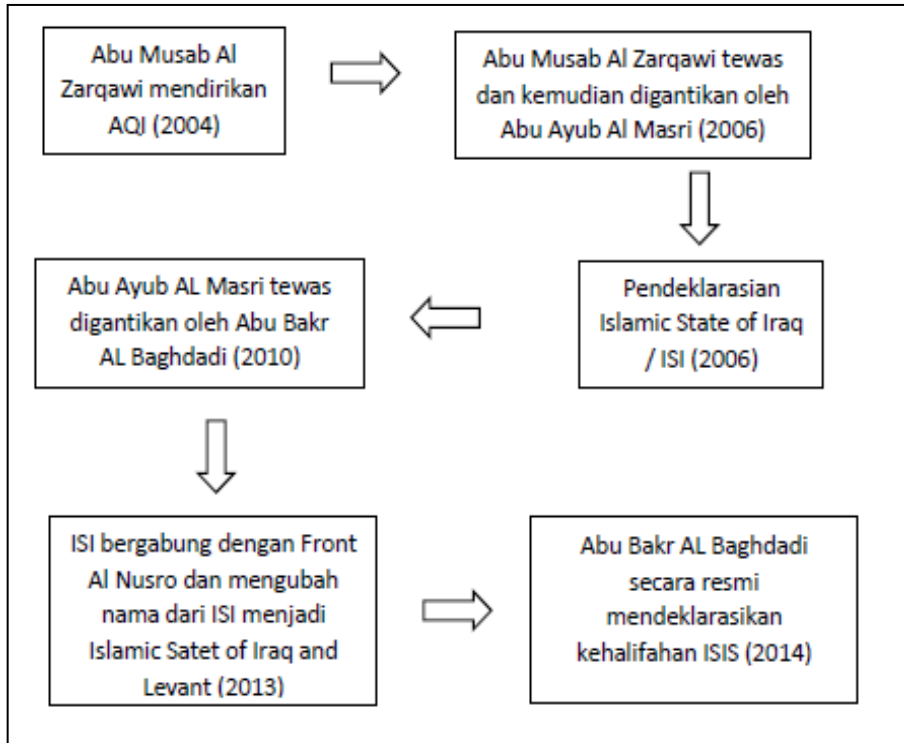 Abu Musab Al
Zarqawi mendirikan
AQI (2004)
Abu Musab Al Zarqawi tewas
dan kemudian digantikan oleh
Abu Ayub Al Masri (2006)
Pendeklarasian
Islamic State of Iraq
/ ISI (2006)
Abu Ayub AL Masri tewas
digantikan oleh Abu Bakr
AL Baghdadi (2010)
ISI bergabung dengan Front
Al Nusro dan mengubah
nama dari ISI menjadi
Islamic Satet of Iraq and
Levant (2013)
Abu Bakr AL Baghdadi
secara resmi
mendeklarasikan
kehalifahan ISIS (2014)